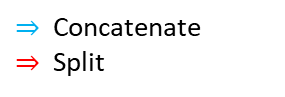 ⇒ Concatenate
⇒ Split